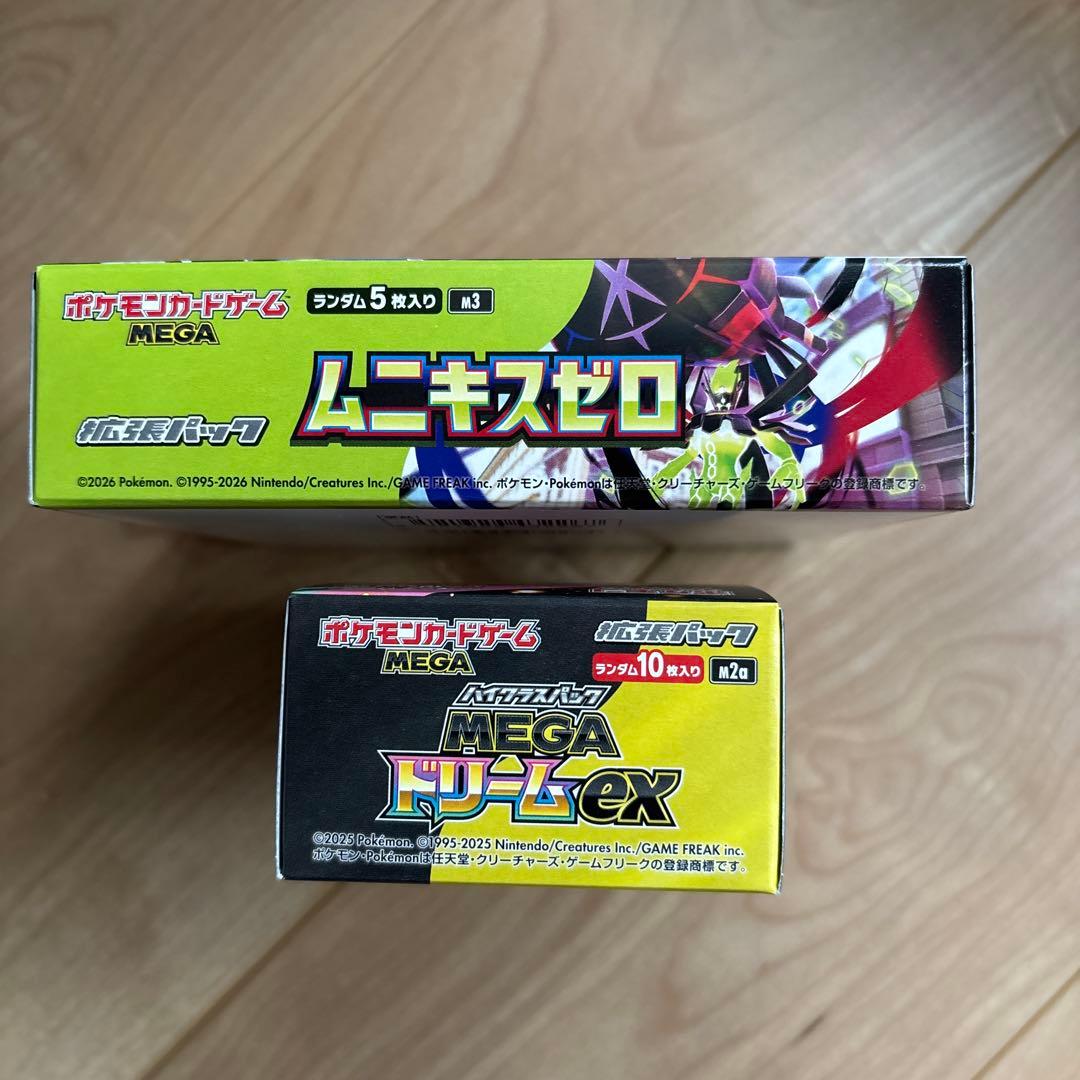 ポケモンカードゲーム
MEGA
ランダム5枚入り M3
ムニキスゼロ
拡張パック
©2026 Pokémon. ©1995-2026 Nintendo/Creatures Inc./GAME FREAK inc. ポケモン・Pokémonは任天堂・クリーチャーズ・ゲームフリークの登録商標です。
ポケモンカードゲーム
MEGA
拡張パック
ランダム10枚入り M2a
ハイクラスパック
MEGA
ドリームex
©2025 Pokémon. ©1995-2025 Nintendo/Creatures Inc./GAME FREAK inc.
ポケモン・Pokémonは任天堂・クリーチャーズ・ゲームフリークの登録商標です。